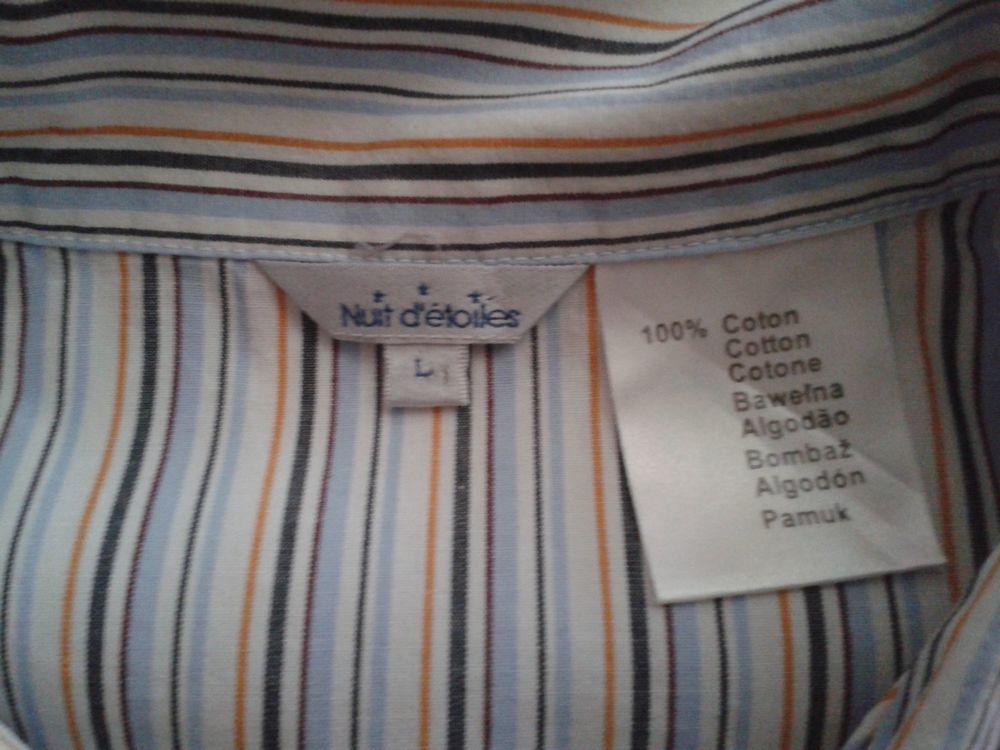 Nuit d'étoiles
L
100% Coton
Cotton
Cotone
Bawełna
Algodão
Bombaž
Algodón
Pamuk